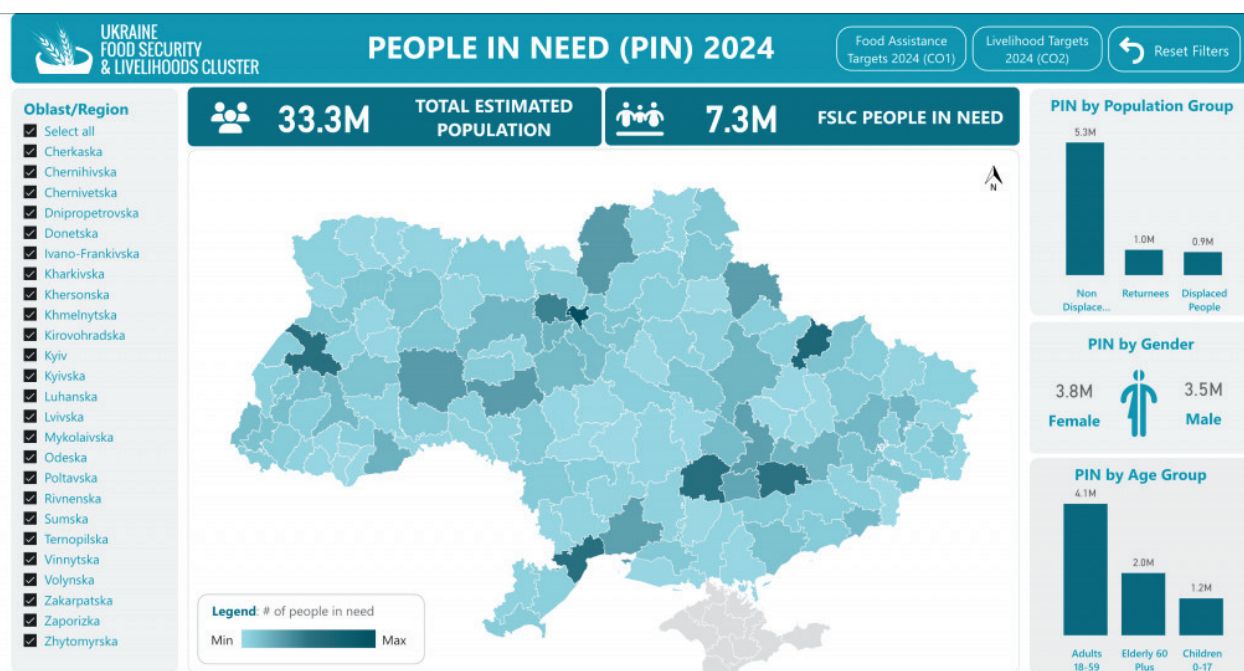 UKRAINE
FOOD SECURITY
& LIVELIHOODS CLUSTER
PEOPLE IN NEED (PIN) 2024
Food Assistance
Targets 2024 (CO1)
Livelihood Targets
2024 (CO2)
Reset Filters
Oblast/Region
Select all
Cherkaska
Chernihivska
Chernivetska
Dnipropetrovska
Donetska
Ivano-Frankivska
Kharkivska
Khersonska
Khmelnytska
Kirovohradska
Kyiv
Kyivska
Luhanska
Lvivska
Mykolaivska
Odeska
Poltavska
Rivnenska
Sumska
Ternopilska
Vinnytska
Volynska
Zakarpatska
Zaporizka
Zhytomyrska
33.3M
TOTAL ESTIMATED
POPULATION
7.3M
FSLC PEOPLE IN NEED
N
Legend: # of people in need
Min
Max
PIN by Population Group
5.3M
1.0M
0.9M
Non
Displace...
Returnees
Displaced
People
PIN by Gender
3.8M
Female
3.5M
Male
PIN by Age Group
4.1M
2.0M
1.2M
Adults
18-59
Elderly 60
Plus
Children
0-17